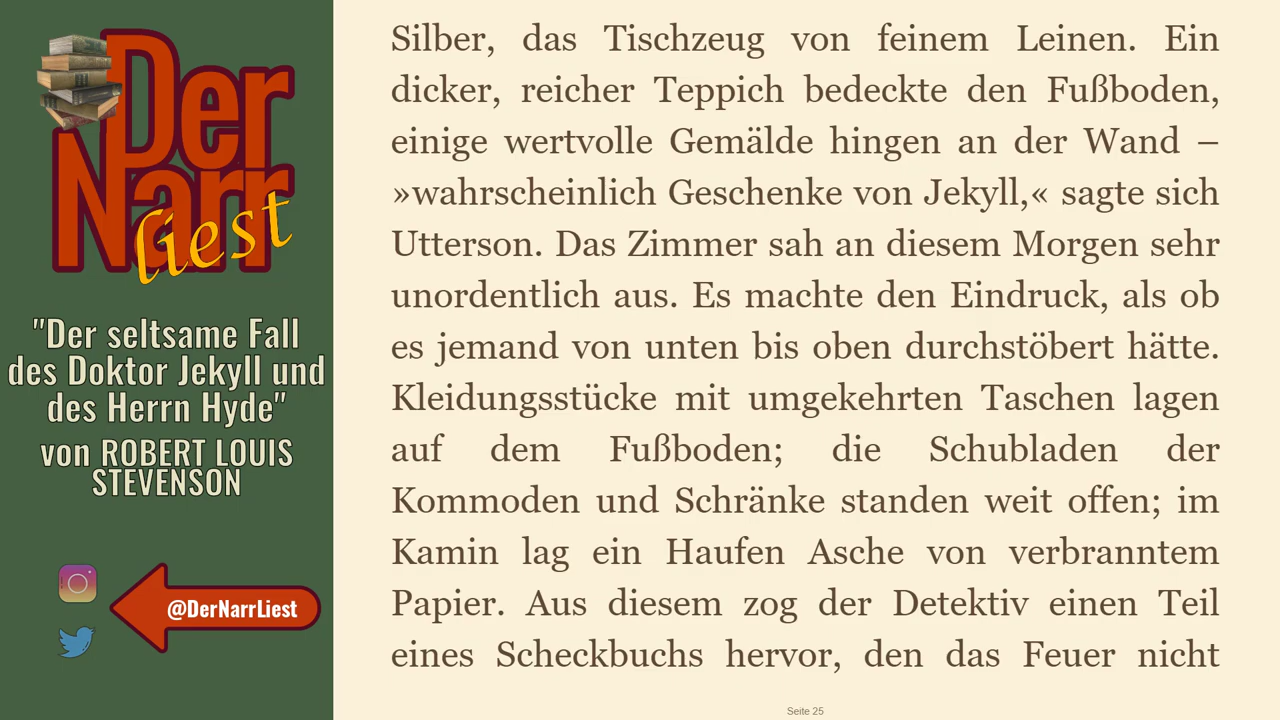 Der
Narr
liest
"Der seltsame Fall
des Doktor Jekyll und
des Herrn Hyde"
von ROBERT LOUIS
STEVENSON
@DerNarrLiest
Silber, das Tischzeug von feinem Leinen. Ein
dicker, reicher Teppich bedeckte den Fußboden,
einige wertvolle Gemälde hingen an der Wand –
»wahrscheinlich Geschenke von Jekyll,« sagte sich
Utterson. Das Zimmer sah an diesem Morgen sehr
unordentlich aus. Es machte den Eindruck, als ob
es jemand von unten bis oben durchstöbert hätte.
Kleidungsstücke mit umgekehrten Taschen lagen
auf dem Fußboden; die Schubladen der
Kommoden und Schränke standen weit offen; im
Kamin lag ein Haufen Asche von verbranntem
Papier. Aus diesem zog der Detektiv einen Teil
eines Scheckbuchs hervor, den das Feuer nicht
Seite 25